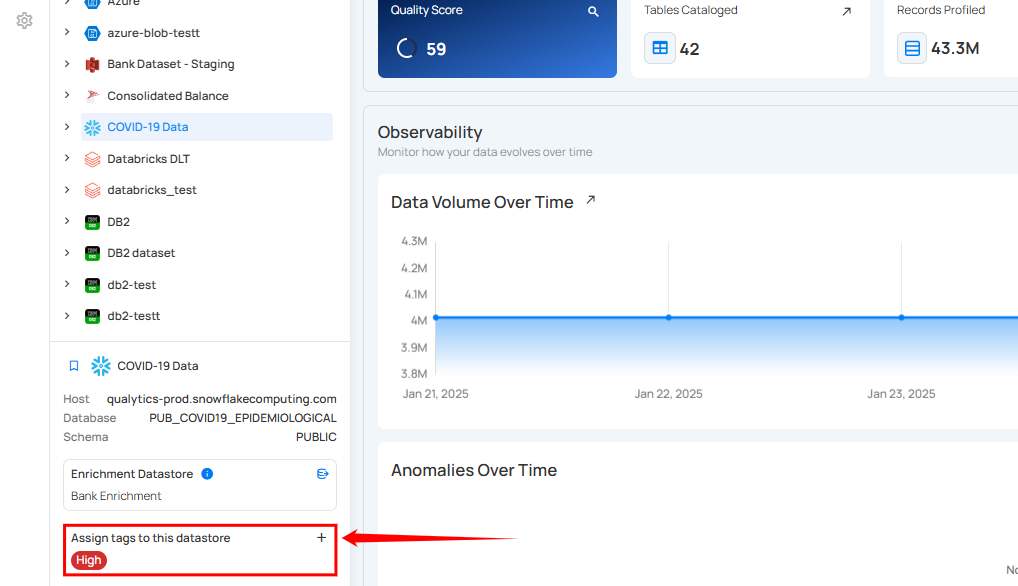 Azure
azure-blob-testt
Bank Dataset - Staging
Consolidated Balance
COVID-19 Data
Databricks DLT
databricks_test
DB2
DB2 dataset
db2-test
db2-testt
COVID-19 Data
Host qualytics-prod.snowflakecomputing.com
Database PUB_COVID19_EPIDEMIOLOGICAL
Schema PUBLIC
Enrichment Datastore
Bank Enrichment
Assign tags to this datastore +
High
Quality Score
59
Tables Cataloged
42
Records Profiled
43.3M
Observability
Monitor how your data evolves over time
Data Volume Over Time
4.3M
4.2M
4.1M
4M
3.9M
3.8M
Jan 21, 2025 Jan 22, 2025 Jan 23, 2025
Anomalies Over Time